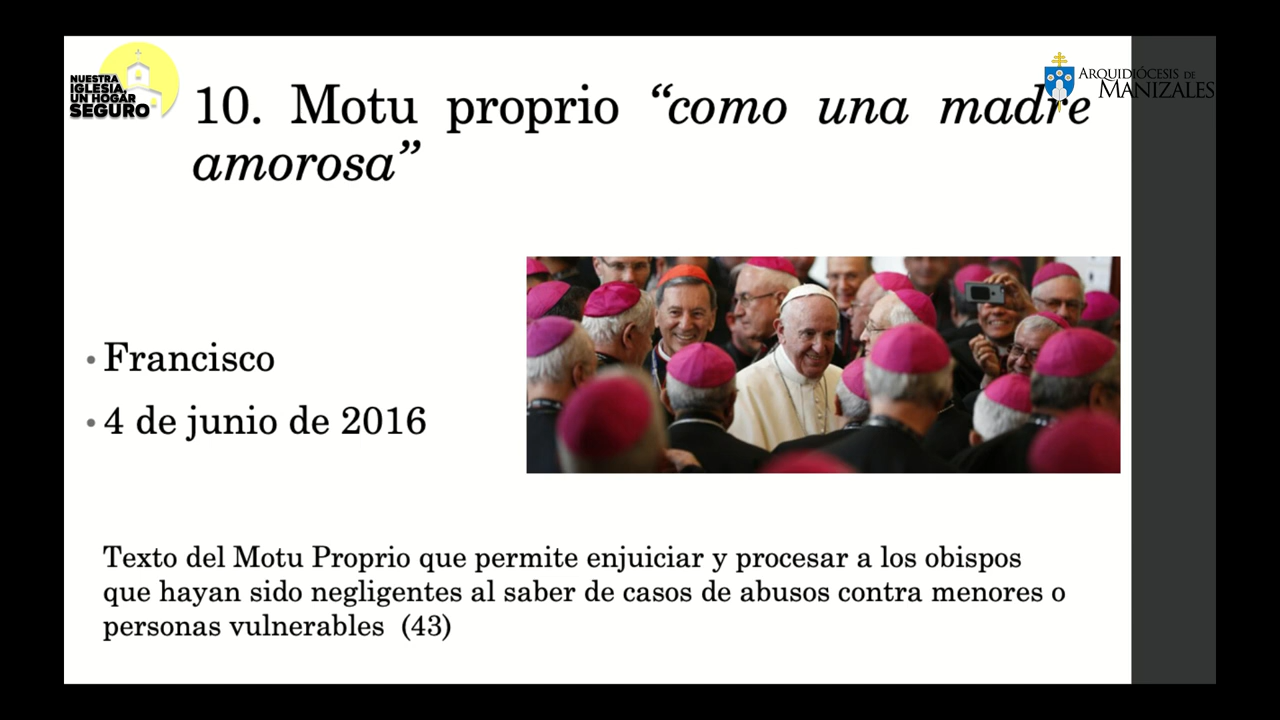 NUESTRA
IGLESIA,
UN HOGAR
SEGURO
ARQUIDIÓCESIS DE
MANIZALES
10. Motu proprio “como una madre
amorosa”
• Francisco
• 4 de junio de 2016
Texto del Motu Proprio que permite enjuiciar y procesar a los obispos
que hayan sido negligentes al saber de casos de abusos contra menores o
personas vulnerables (43)